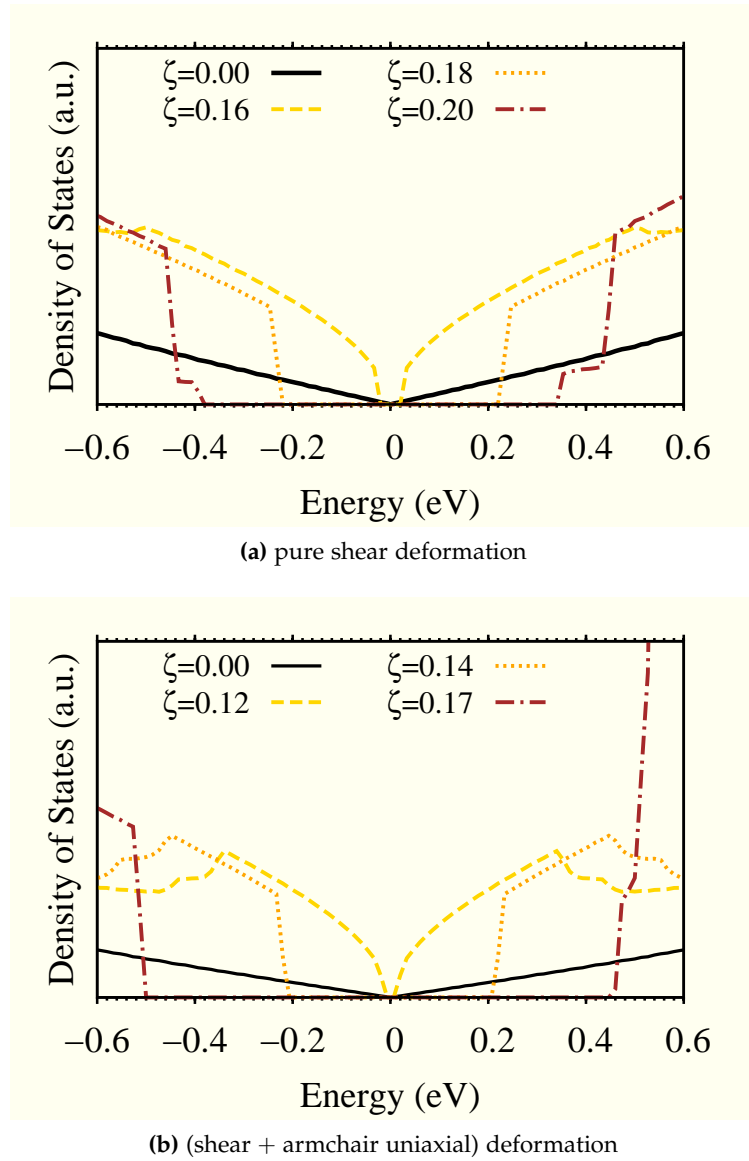 ζ=0.00 ζ=0.18
ζ=0.16 ζ=0.20
Density of States (a.u.)
−0.6 −0.4 −0.2 0 0.2 0.4 0.6
Energy (eV)
(a) pure shear deformation
ζ=0.00 ζ=0.14
ζ=0.12 ζ=0.17
Density of States (a.u.)
−0.6 −0.4 −0.2 0 0.2 0.4 0.6
Energy (eV)
(b) (shear + armchair uniaxial) deformation